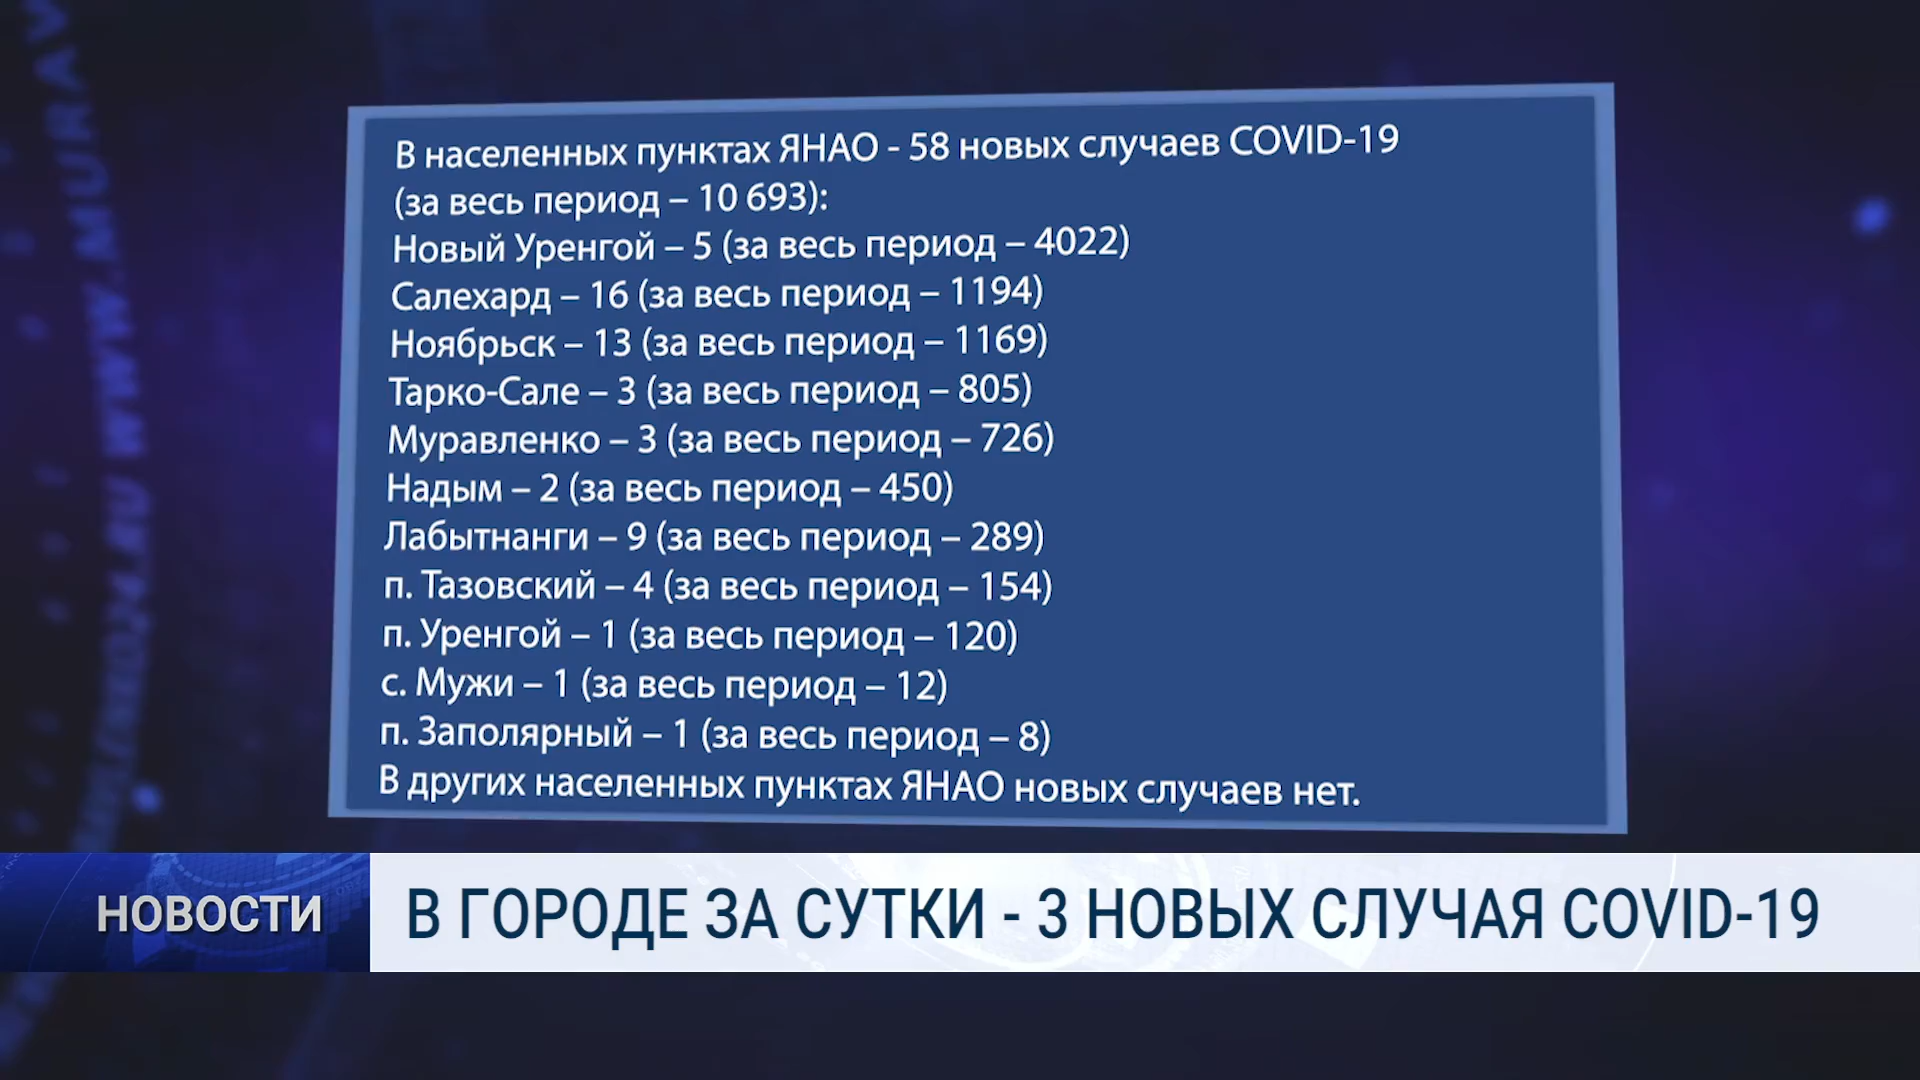 В населенных пунктах ЯНАО - 58 новых случаев COVID-19
(за весь период – 10 693):
Новый Уренгой – 5 (за весь период – 4022)
Салехард – 16 (за весь период – 1194)
Ноябрьск – 13 (за весь период – 1169)
Тарко-Сале – 3 (за весь период – 805)
Муравленко – 3 (за весь период – 726)
Надым – 2 (за весь период – 450)
Лабытнанги – 9 (за весь период – 289)
п. Тазовский – 4 (за весь период – 154)
п. Уренгой – 1 (за весь период – 120)
с. Мужи – 1 (за весь период – 12)
п. Заполярный – 1 (за весь период – 8)
В других населенных пунктах ЯНАО новых случаев нет.
НОВОСТИ
В ГОРОДЕ ЗА СУТКИ - 3 НОВЫХ СЛУЧАЯ COVID-19